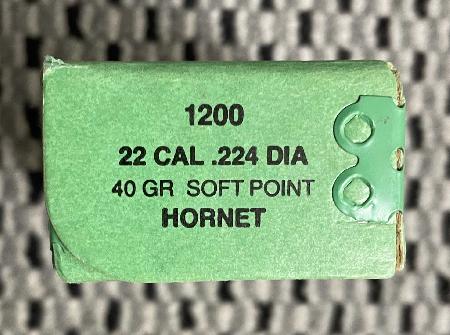 1200
22 CAL .224 DIA
40 GR SOFT POINT
HORNET